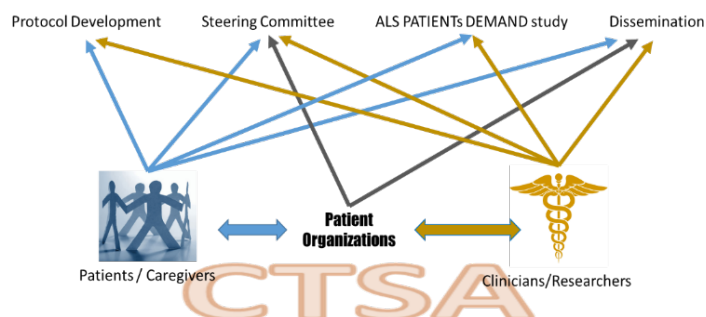 Protocol Development
Steering Committee
ALS PATIENTs DEMAND study
Dissemination
Patient
Organizations
Patients / Caregivers
Clinicians/Researchers
CTSA